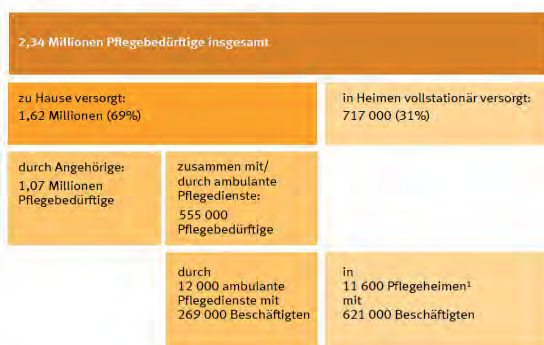 2,34 Millionen Pflegebedürftige insgesamt
zu Hause versorgt:
1,62 Millionen (69%)
in Heimen vollstationär versorgt:
717 000 (31%)
durch Angehörige:
1,07 Millionen
Pflegebedürftige
zusammen mit/
durch ambulante
Pflegedienste:
555 000
Pflegebedürftige
durch
12 000 ambulante
Pflegedienste mit
269 000 Beschäftigten
in
11 600 Pflegeheimen¹
mit
621 000 Beschäftigten